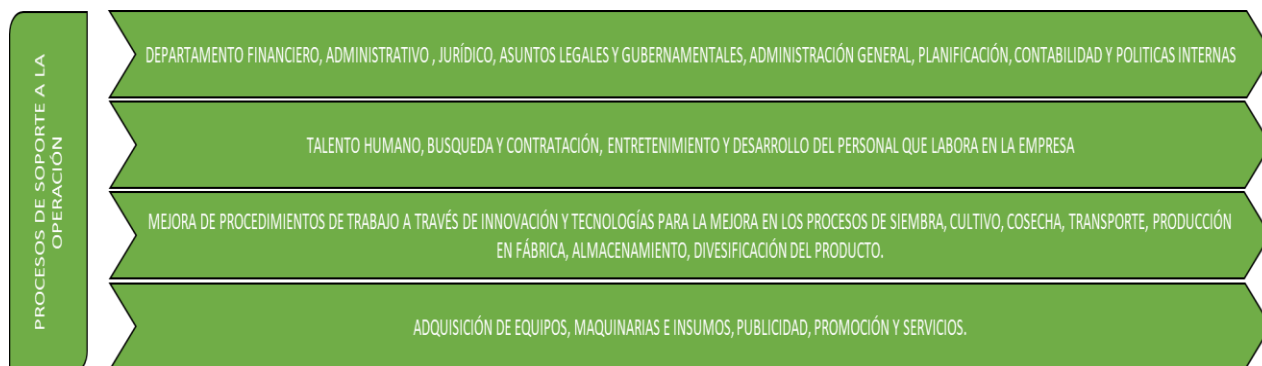 PROCESOS DE SOPORTE A LA
OPERACIÓN
DEPARTAMENTO FINANCIERO, ADMINISTRATIVO , JURÍDICO, ASUNTOS LEGALES Y GUBERNAMENTALES, ADMINISTRACIÓN GENERAL, PLANIFICACIÓN, CONTABILIDAD Y POLITICAS INTERNAS
TALENTO HUMANO, BUSQUEDA Y CONTRATACIÓN, ENTRETENIMIENTO Y DESARROLLO DEL PERSONAL QUE LABORA EN LA EMPRESA
MEJORA DE PROCEDIMIENTOS DE TRABAJO A TRAVÉS DE INNOVACIÓN Y TECNOLOGÍAS PARA LA MEJORA EN LOS PROCESOS DE SIEMBRA, CULTIVO, COSECHA, TRANSPORTE, PRODUCCIÓN
EN FÁBRICA, ALMACENAMIENTO, DIVESIFICACIÓN DEL PRODUCTO.
ADQUISICIÓN DE EQUIPOS, MAQUINARIAS E INSUMOS, PUBLICIDAD, PROMOCIÓN Y SERVICIOS.